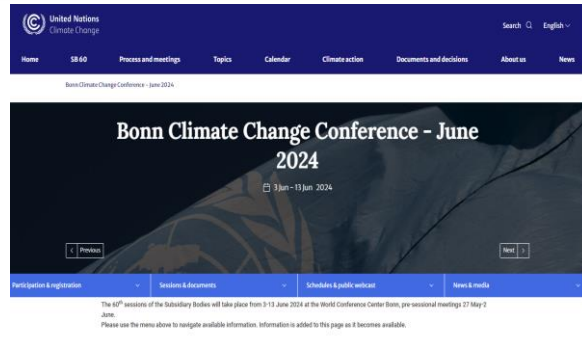 United Nations
Climate Change
Search
English
Home SB 60 Process and meetings Topics Calendar Climate action Documents and decisions About us News
Bonn Climate Change Conference - June 2024
Bonn Climate Change Conference - June
2024
3 Jun - 13 Jun 2024
Previous
Next
Participation & registration Sessions & documents Schedules & public webcast News & media
The 60th sessions of the Subsidiary Bodies will take place from 3-13 June 2024 at the World Conference Center Bonn, pre-sessional meetings 27 May-2
June.
Please use the menu above to navigate available information. Information is added to this page as it becomes available.